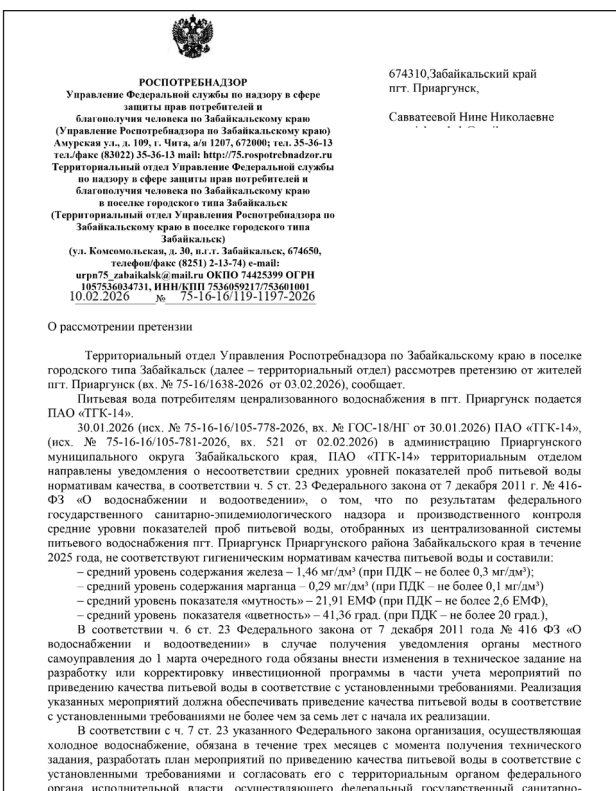 РОСПОТРЕБНАДЗОР
Управление Федеральной службы по надзору в сфере
защиты прав потребителей и
благополучия человека по Забайкальскому краю
(Управление Роспотребнадзора по Забайкальскому краю)
Амурская ул., д. 109, г. Чита, а/я 1207, 672000; тел. 35-36-13
тел./факс (83022) 35-36-13 mail: http://75.rospotrebnadzor.ru
Территориальный отдел Управление Федеральной службы
по надзору в сфере защиты прав потребителей и
благополучия человека по Забайкальскому краю
в поселке городского типа Забайкальск
(Территориальный отдел Управления Роспотребнадзора по
Забайкальскому краю в поселке городского типа
Забайкальск)
(ул. Комсомольская, д. 30, п.г.т. Забайкальск, 674650,
телефон/факс (8251) 2-13-74) e-mail:
urpn75_zabaikalsk@mail.ru ОКПО 74425399 ОГРН
1057536034731, ИНН/КПП 7536059217/753601001
10.02.2026 № 75-16-16/119-1197-2026
674310,Забайкальский край
пгт. Приаргунск,
Савватеевой Нине Николаевне
О рассмотрении претензии
Территориальный отдел Управления Роспотребнадзора по Забайкальскому краю в поселке
городского типа Забайкальск (далее – территориальный отдел) рассмотрев претензию от жителей
пгт. Приаргунск (вх. № 75-16/1638-2026 от 03.02.2026), сообщает.
Питьевая вода потребителям ценрализованного водоснабжения в пгт. Приаргунск подается
ПАО «ТГК-14».
30.01.2026 (исх. № 75-16-16/105-778-2026, вх. № ГОС-18/НГ от 30.01.2026) ПАО «ТГК-14»,
(исх. № 75-16-16/105-781-2026, вх. 521 от 02.02.2026) в администрацию Приаргунского
муниципального округа Забайкальского края, ПАО «ТГК-14» территориальным отделом
направлены уведомления о несоответствии средних уровней показателей проб питьевой воды
нормативам качества, в соответствии ч. 5 ст. 23 Федерального закона от 7 декабря 2011 г. № 416-
ФЗ «О водоснабжении и водоотведении», о том, что по результатам федерального
государственного санитарно-эпидемиологического надзора и производственного контроля
средние уровни показателей проб питьевой воды, отобранных из централизованной системы
питьевого водоснабжения пгт. Приаргунск Приаргунского района Забайкальского края в течение
2025 года, не соответствуют гигиеническим нормативам качества питьевой воды и составили:
– средний уровень содержания железа – 1,46 мг/дм³ (при ПДК – не более 0,3 мг/дм³);
– средний уровень содержания марганца – 0,29 мг/дм³ (при ПДК – не более 0,1 мг/дм³)
– средний уровень показателя «мутность» – 21,91 ЕМФ (при ПДК – не более 2,6 ЕМФ),
– средний уровень показателя «цветность» – 41,36 град. (при ПДК – не более 20 град.),
В соответствии ч. 6 ст. 23 Федерального закона от 7 декабря 2011 года № 416 ФЗ «О
водоснабжении и водоотведении» в случае получения уведомления органы местного
самоуправления до 1 марта очередного года обязаны внести изменения в техническое задание на
разработку или корректировку инвестиционной программы в части учета мероприятий по
приведению качества питьевой воды в соответствие с установленными требованиями. Реализация
указанных мероприятий должна обеспечивать приведение качества питьевой воды в соответствие
с установленными требованиями не более чем за семь лет с начала их реализации.
В соответствии с ч. 7 ст. 23 указанного Федерального закона организация, осуществляющая
холодное водоснабжение, обязана в течение трех месяцев с момента получения технического
задания, разработать план мероприятий по приведению качества питьевой воды в соответствие с
установленными требованиями и согласовать его с территориальным органом федерального
органа исполнительной власти, осуществляющего федеральный государственный санитарно-